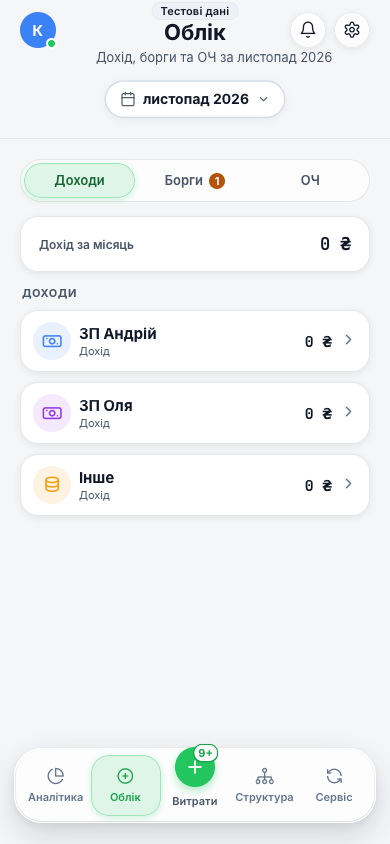 Тестові дані
К
Облік
Дохід, борги та ОЧ за листопад 2026
листопад 2026
Доходи
Борги 1
ОЧ
Дохід за місяць
0 ₴
ДОХОДИ
ЗП Андрій
Дохід
0 ₴
ЗП Оля
Дохід
0 ₴
Інше
Дохід
0 ₴
9+
Аналітика
Облік
Витрати
Структура
Сервіс